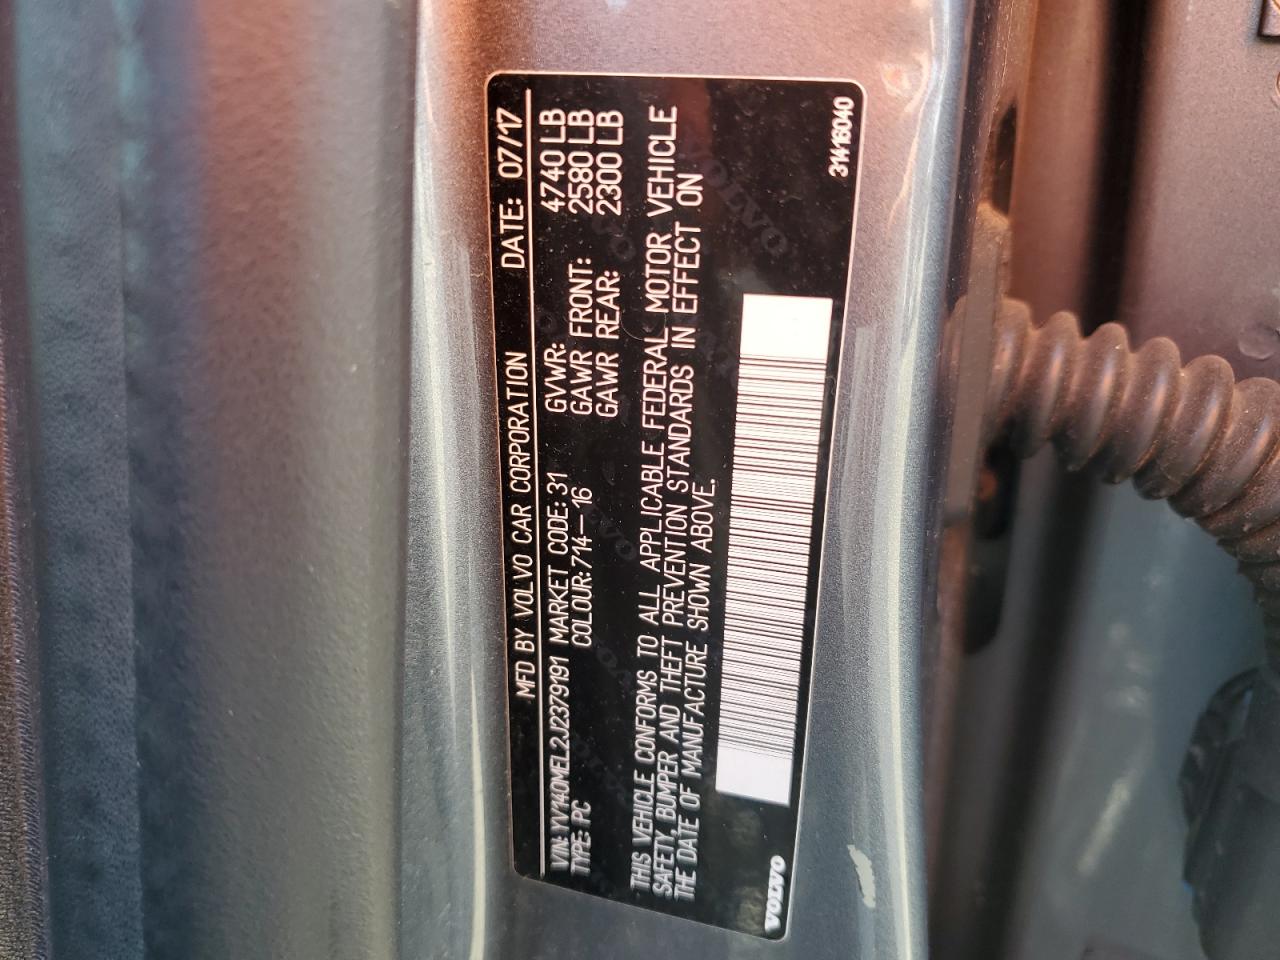 MFD BY VOLVO CAR CORPORATION DATE: 07/17
VIN: YV140MEL2J2379191 MARKET CODE: 31 GVWR: 4740 LB
TYPE: PC COLOUR: 714-16 GAWR FRONT: 2580 LB
GAWR REAR: 2300 LB
THIS VEHICLE CONFORMS TO ALL APPLICABLE FEDERAL MOTOR VEHICLE
SAFETY, BUMPER AND THEFT PREVENTION STANDARDS IN EFFECT ON
THE DATE OF MANUFACTURE SHOWN ABOVE.
VOLVO 31416040